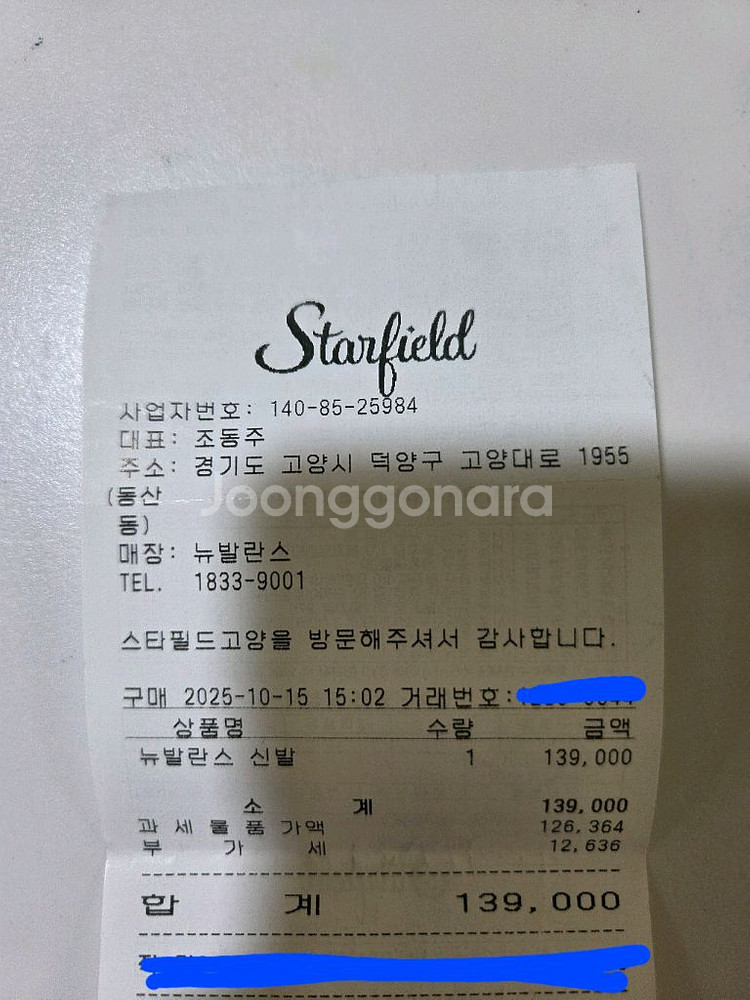 Starfield
사업자번호: 140-85-25984
대표: 조동주
주소: 경기도 고양시 덕양구 고양대로 1955
(동산
동)
Joonggonara
매장: 뉴발란스
TEL. 1833-9001
스타필드고양을 방문해주셔서 감사합니다.
구매 2025-10-15 15:02 거래번호:
상품명 수량 금액
뉴발란스 신발 1 139,000
소 계 139,000
과 세 물 품 가액 126,364
부 가 세 12,636
합 계 139,000